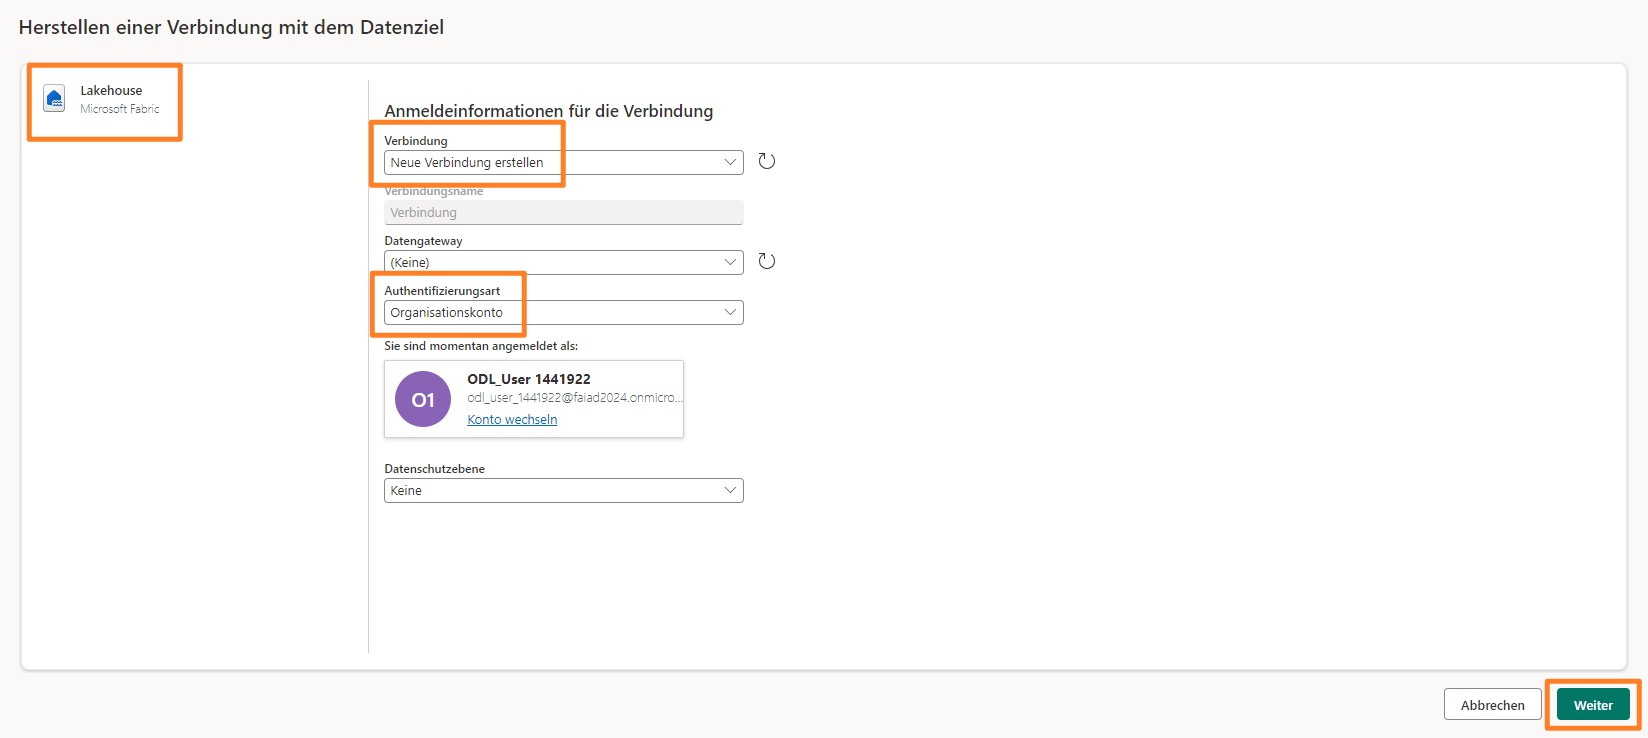 Herstellen einer Verbindung mit dem Datenziel
Lakehouse
Microsoft Fabric
Anmeldeinformationen für die Verbindung
Verbindung
Neue Verbindung erstellen
Verbindungsname
Verbindung
Datengateway
(Keine)
Authentifizierungsart
Organisationskonto
Sie sind momentan angemeldet als:
O1
ODL_User 1441922
odl_user_1441922@faiad2024.onmicro...
Konto wechseln
Datenschutzebene
Keine
Abbrechen
Weiter